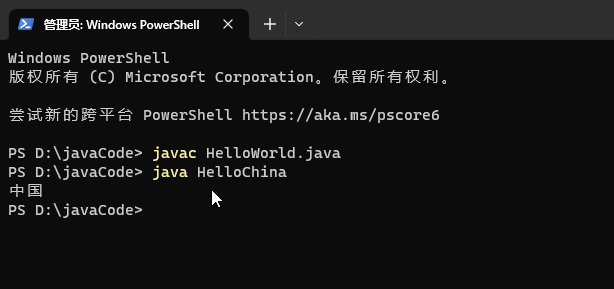 管理员: Windows PowerShell
Windows PowerShell
版权所有 (C) Microsoft Corporation。保留所有权利。
尝试新的跨平台 PowerShell https://aka.ms/pscore6
PS D:\javaCode> javac HelloWorld.java
PS D:\javaCode> java HelloChina
中国
PS D:\javaCode>